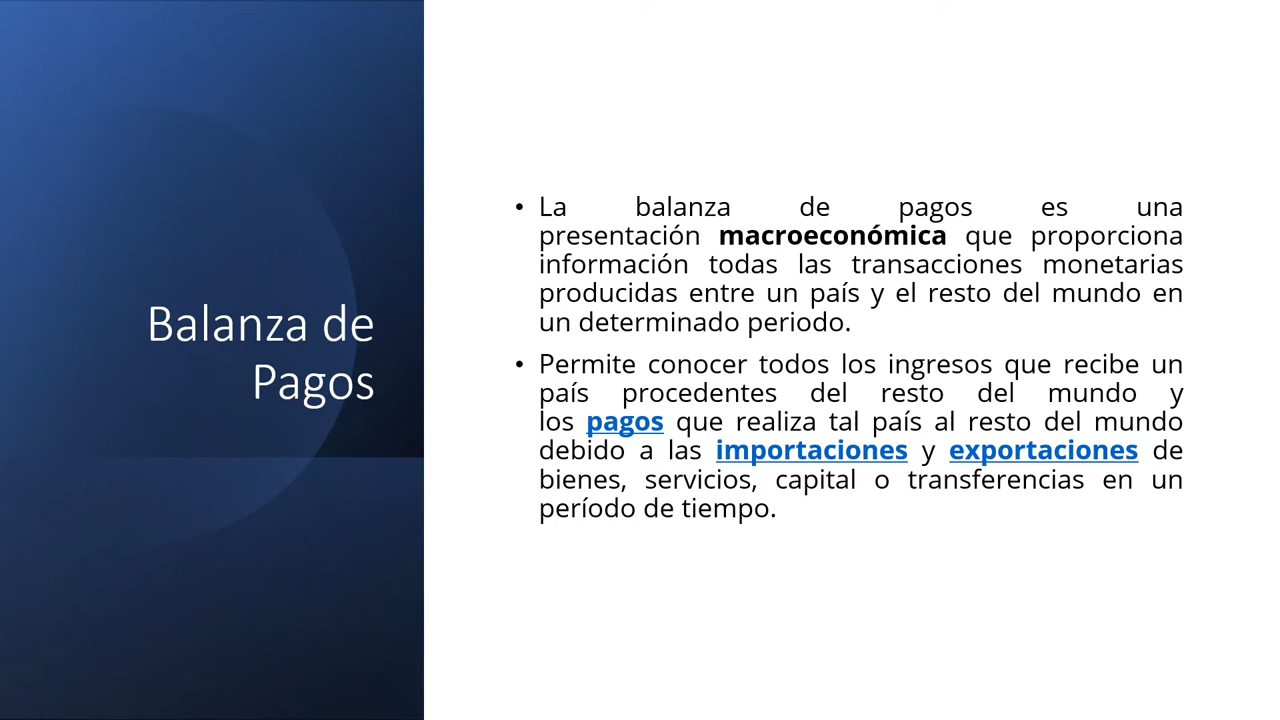 Balanza de
Pagos
• La balanza de pagos es una
presentación macroeconómica que proporciona
información todas las transacciones monetarias
producidas entre un país y el resto del mundo en
un determinado periodo.
• Permite conocer todos los ingresos que recibe un
país procedentes del resto del mundo y
los pagos que realiza tal país al resto del mundo
debido a las importaciones y exportaciones de
bienes, servicios, capital o transferencias en un
período de tiempo.